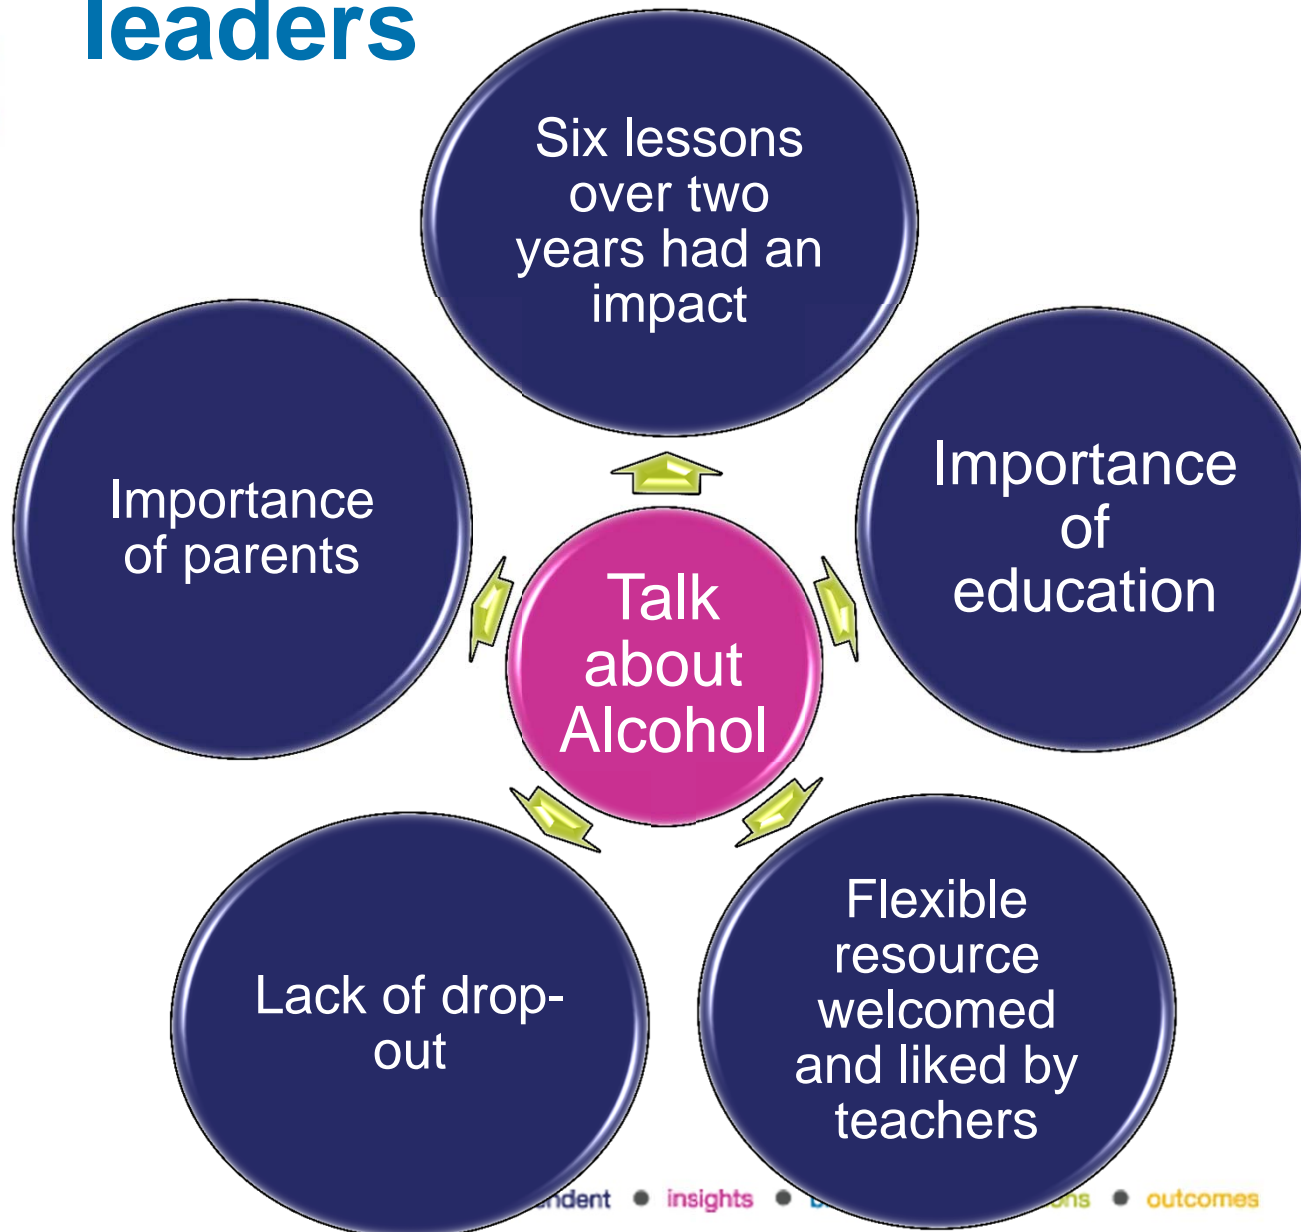 leaders
Six lessons
over two
years had an
impact
Importance
of
education
Flexible
resource
welcomed
and liked by
teachers
Lack of drop-
out
Importance
of parents
Talk
about
Alcohol
insights ● ● outcomes